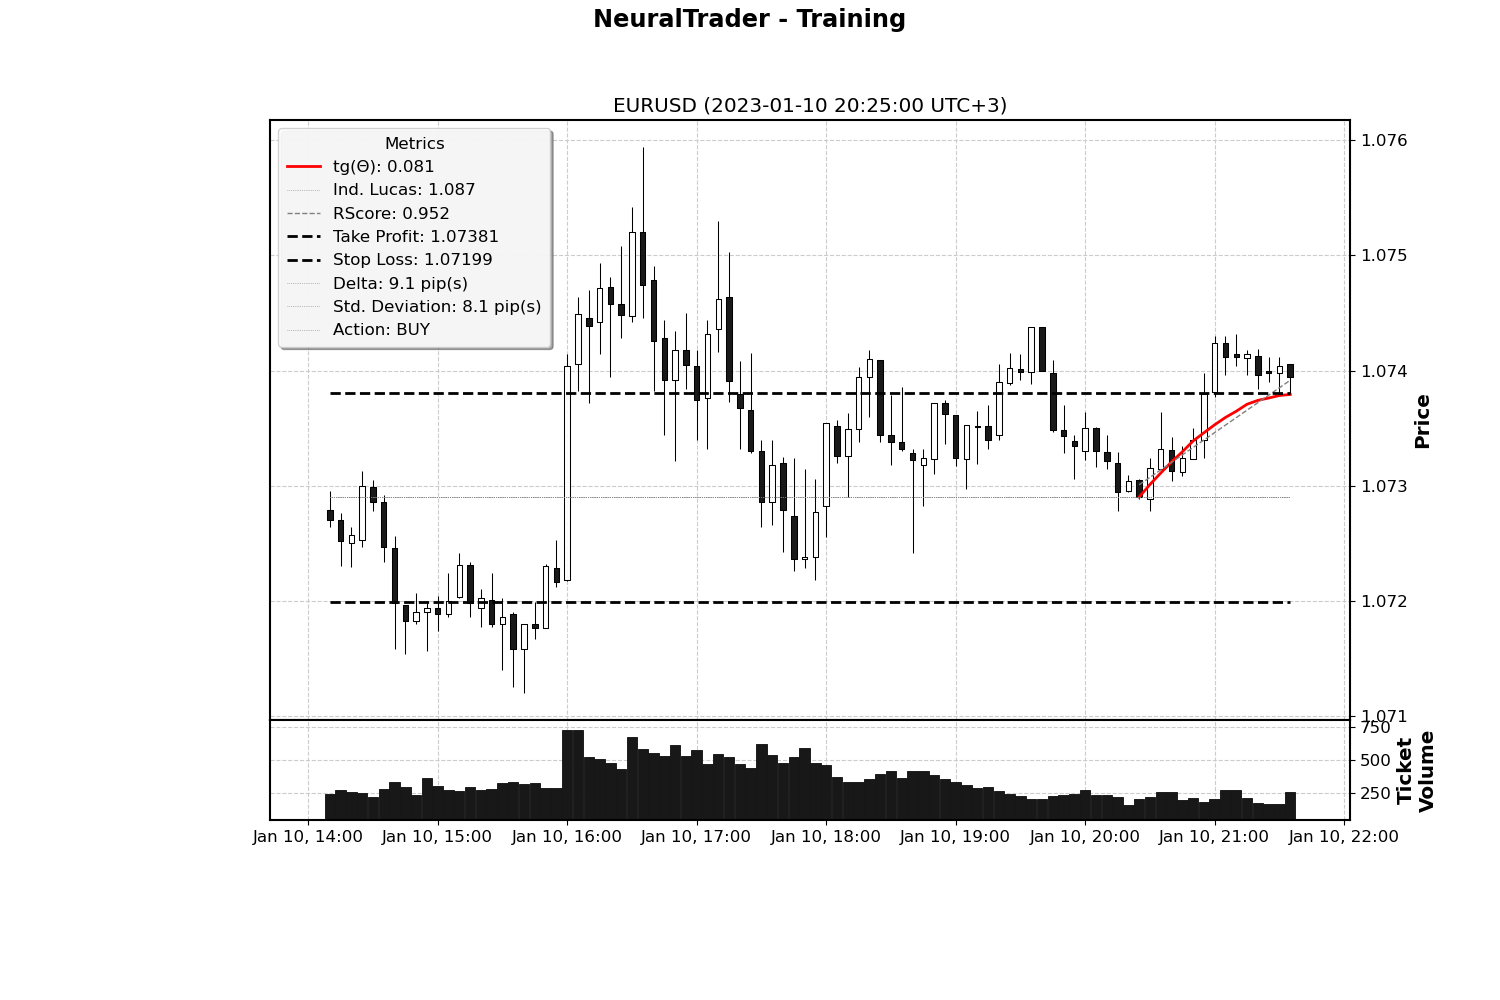 NeuralTrader - Training
EURUSD (2023-01-10 20:25:00 UTC+3)
Metrics
tg(Θ): 0.081
Ind. Lucas: 1.087
RScore: 0.952
Take Profit: 1.07381
Stop Loss: 1.07199
Delta: 9.1 pip(s)
Std. Deviation: 8.1 pip(s)
Action: BUY
1.076
1.075
1.074
1.073
1.072
1.071
Price
750
500
250
Ticket
Volume
Jan 10, 14:00
Jan 10, 15:00
Jan 10, 16:00
Jan 10, 17:00
Jan 10, 18:00
Jan 10, 19:00
Jan 10, 20:00
Jan 10, 21:00
Jan 10, 22:00